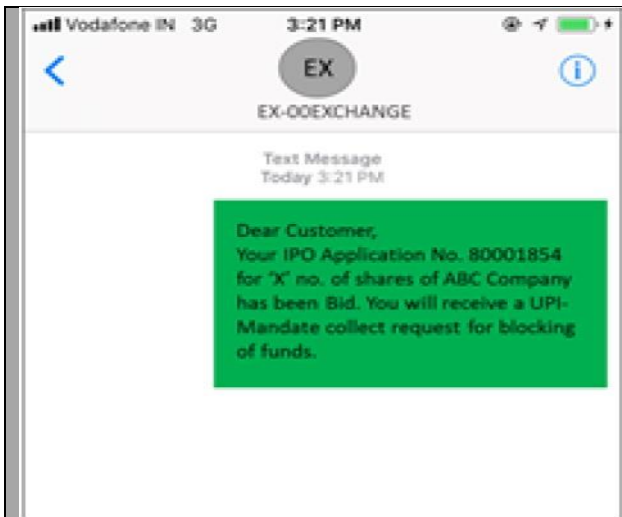 Vodafone IN 3G 3:21 PM
EX
EX-OOEXCHANGE
Text Message
Today 3:21 PM
Dear Customer,
Your IPO Application No. 80001854
for 'X' no. of shares of ABC Company
has been Bid. You will receive a UPI-
Mandate collect request for blocking
of funds.